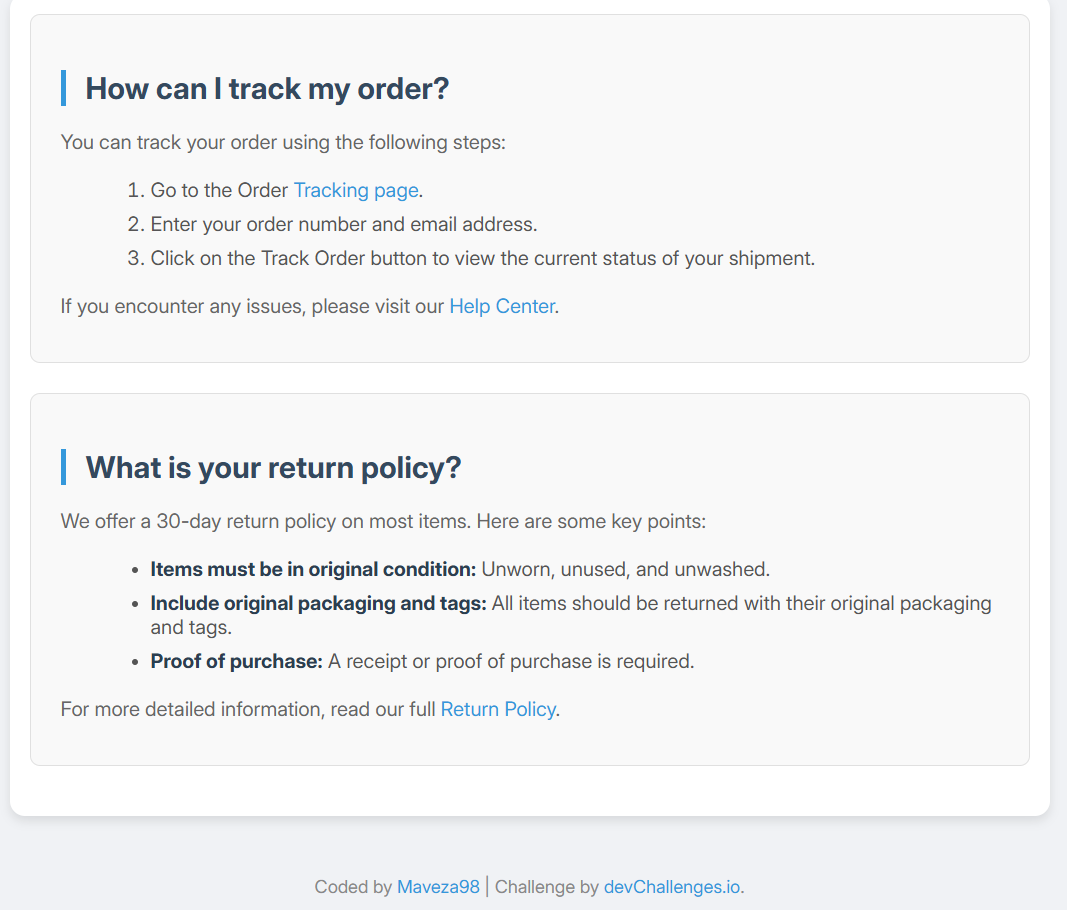 How can I track my order?
You can track your order using the following steps:
1. Go to the Order Tracking page.
2. Enter your order number and email address.
3. Click on the Track Order button to view the current status of your shipment.
If you encounter any issues, please visit our Help Center.
What is your return policy?
We offer a 30-day return policy on most items. Here are some key points:
• Items must be in original condition: Unworn, unused, and unwashed.
• Include original packaging and tags: All items should be returned with their original packaging
and tags.
• Proof of purchase: A receipt or proof of purchase is required.
For more detailed information, read our full Return Policy.
Coded by Maveza98 | Challenge by devChallenges.io.